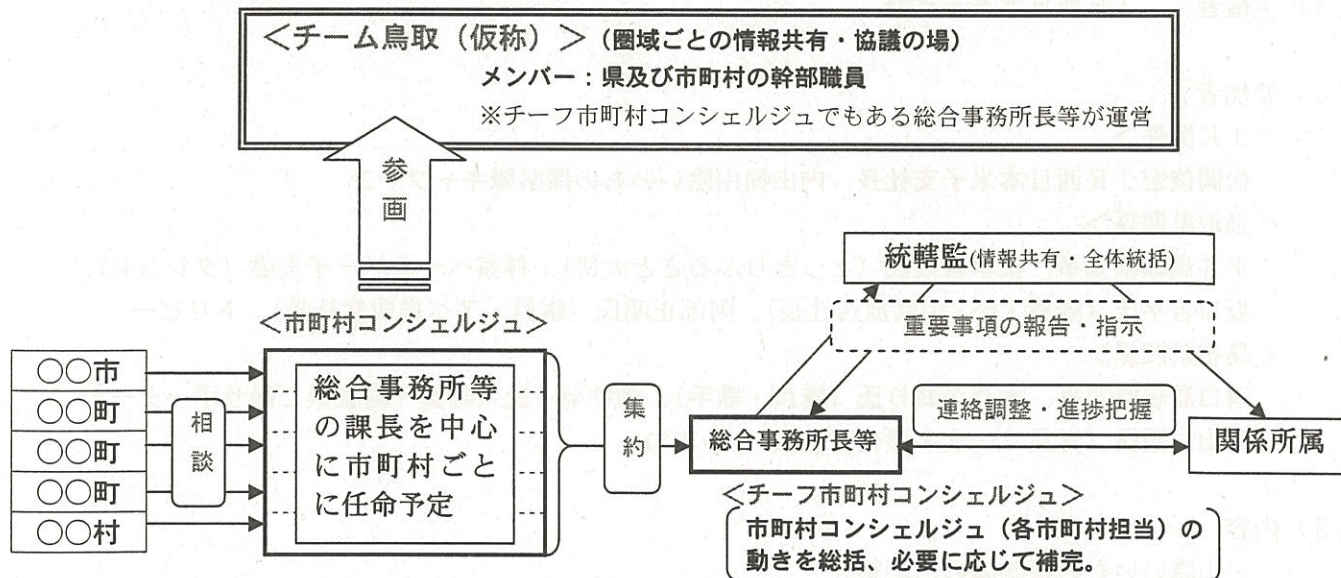 ＜チーム鳥取（仮称）＞（圏域ごとの情報共有・協議の場）
メンバー：県及び市町村の幹部職員
※チーフ市町村コンシェルジュでもある総合事務所長等が運営
参画
統轄監(情報共有・全体統括)
重要事項の報告・指示
＜市町村コンシェルジュ＞
○○市
○○町
○○町
○○町
○○村
相談
総合事務所等
の課長を中心
に市町村ごと
に任命予定
集約
総合事務所長等
連絡調整・進捗把握
関係所属
＜チーフ市町村コンシェルジュ＞
市町村コンシェルジュ（各市町村担当）の
動きを総括、必要に応じて補完。